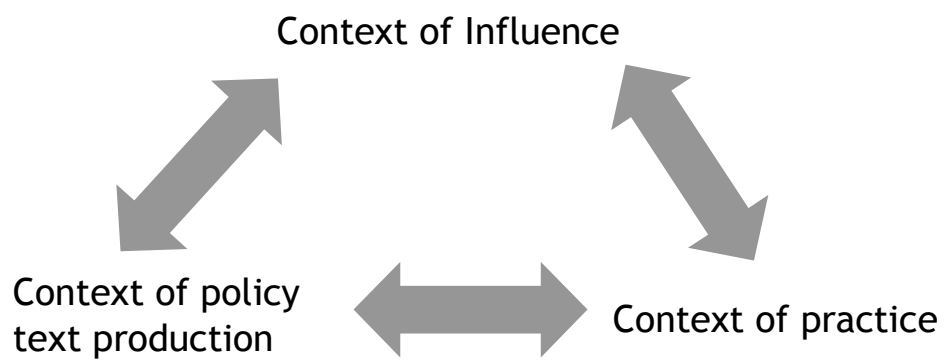 Context of Influence
Context of policy
text production
Context of practice